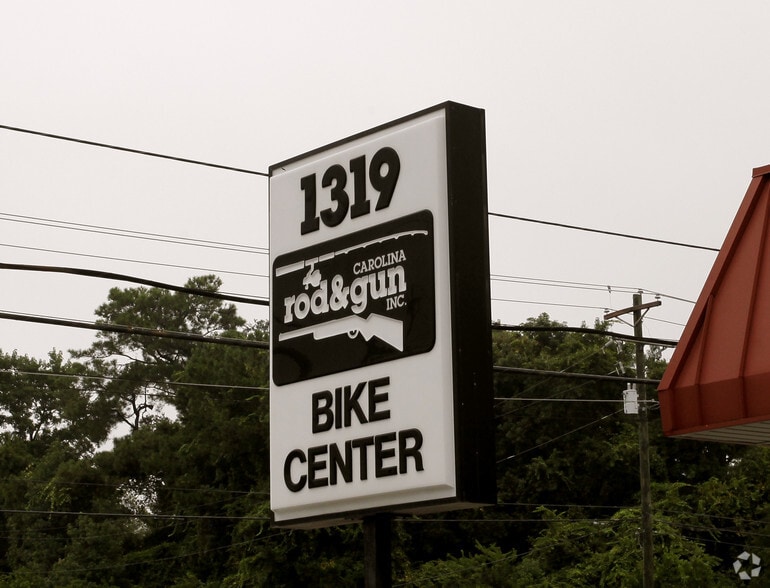 1319
CAROLINA
rod&gun
INC.
BIKE
CENTER